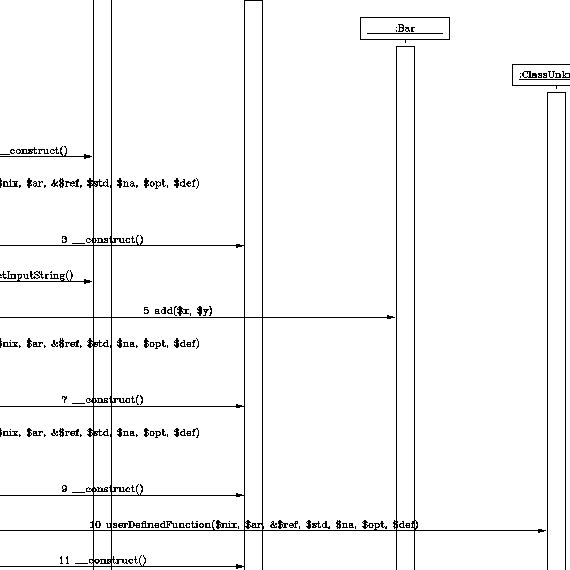 :Bar
:ClassUnk
__construct()
$nix, $ar, &$ref, $std, $na, $opt, $def)
3 __construct()
etInputString()
5 add($x, $y)
$nix, $ar, &$ref, $std, $na, $opt, $def)
7 __construct()
$nix, $ar, &$ref, $std, $na, $opt, $def)
9 __construct()
10 userDefinedFunction($nix, $ar, &$ref, $std, $na, $opt, $def)
11 __construct()